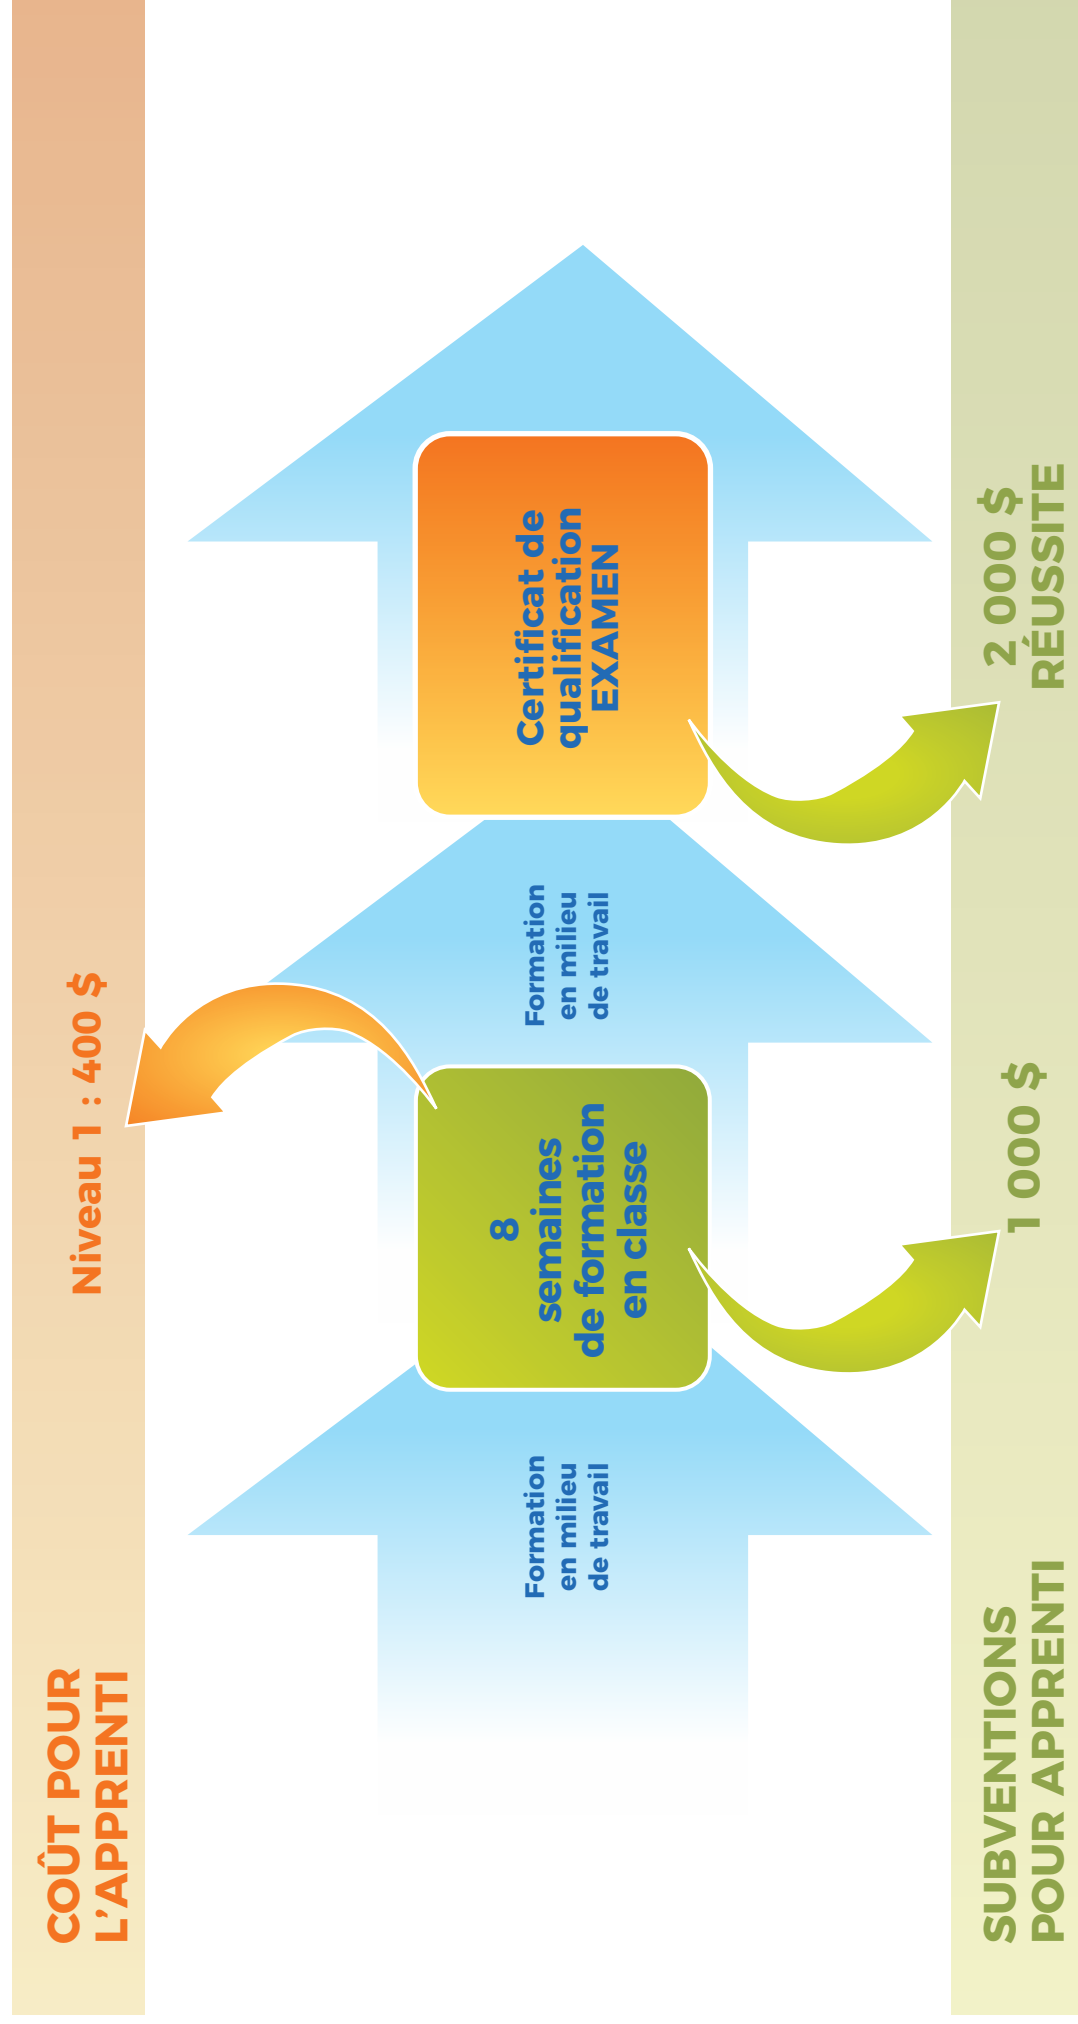 COÛT POUR
L'APPRENTI
Niveau 1 : 400 $
Formation
en milieu
de travail
8
semaines
de formation
en classe
Formation
en milieu
de travail
Certificat de
qualification
EXAMEN
SUBVENTIONS
POUR APPRENTI
1 000 $
2 000 $
RÉUSSITE